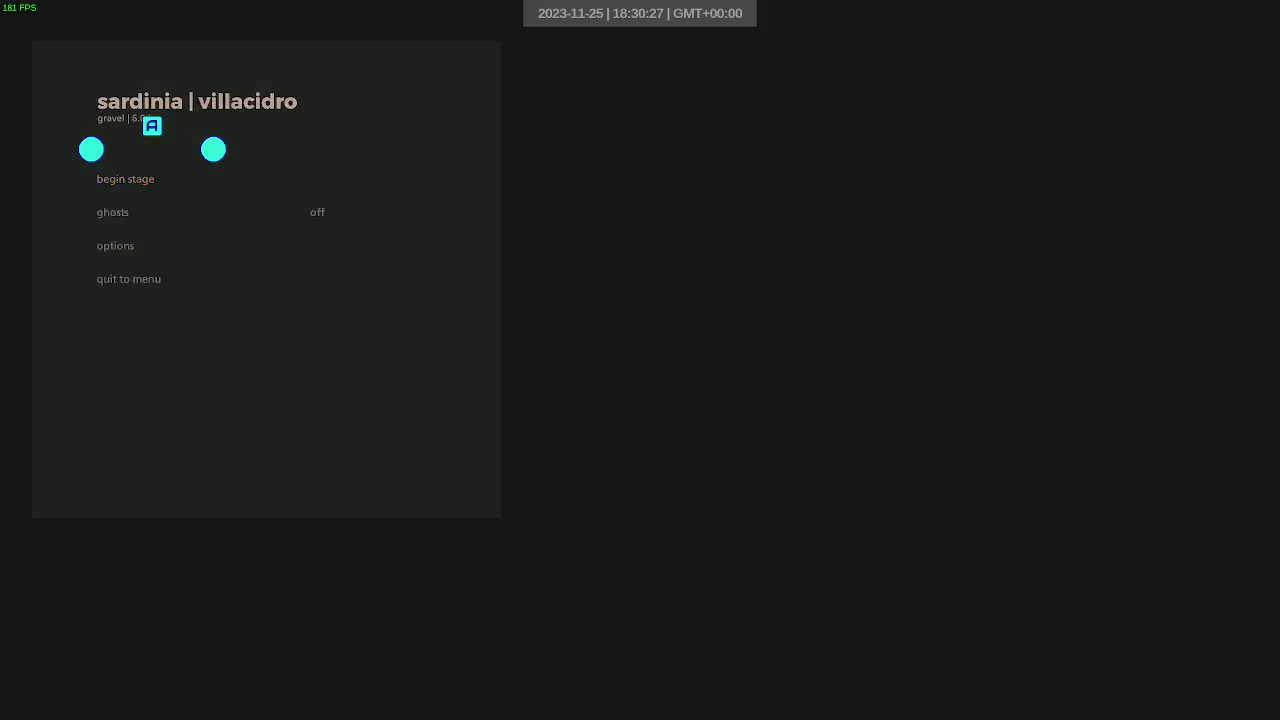 181 FPS
2023-11-25 | 18:30:27 | GMT+00:00
sardinia | villacidro
gravel |
A
begin stage
ghosts off
options
quit to menu